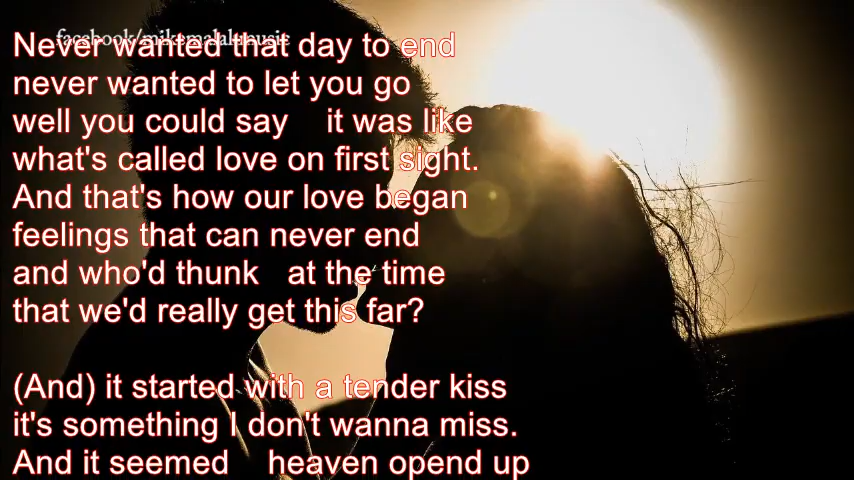 facebook/mikemalalumusic
Never wanted that day to end
never wanted to let you go
well you could say it was like
what's called love on first sight.
And that's how our love began
feelings that can never end
and who'd thunk at the time
that we'd really get this far?
(And) it started with a tender kiss
it's something I don't wanna miss.
And it seemed heaven opend up